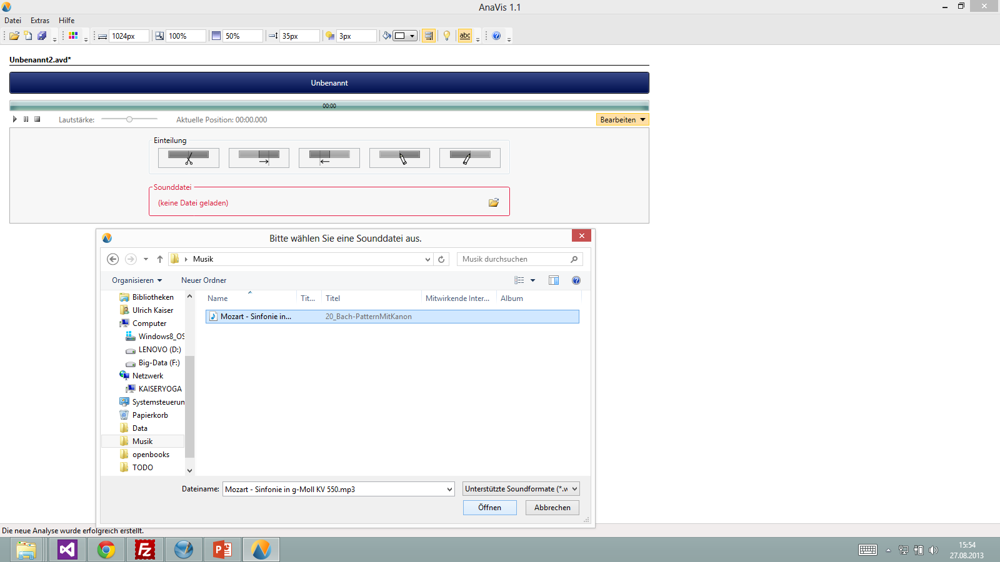 AnaVis 1.1
Datei Extras Hilfe
1024px 100% 50% 35px 3px abc
Unbenannt2.avd*
Unbenannt
00:00
Lautstärke: Aktuelle Position: 00:00.000 Bearbeiten
Einteilung
Sounddatei
(keine Datei geladen)
Bitte wählen Sie eine Sounddatei aus.
Musik Musik durchsuchen
Organisieren Neuer Ordner
Name Tit... Titel Mitwirkende Inter... Album
Mozart - Sinfonie in... 20_Bach-PatternMitKanon
Bibliotheken
Ulrich Kaiser
Computer
Windows8_OS
LENOVO (D:)
Big-Data (F:)
Netzwerk
KAISERYOGA
Systemsteuerun
Papierkorb
Data
Musik
openbooks
TODO
Dateiname: Mozart - Sinfonie in g-Moll KV 550.mp3 Unterstützte Soundformate (*.w
Öffnen Abbrechen
Die neue Analyse wurde erfolgreich erstellt.
Fz P
15:54
27.08.2013